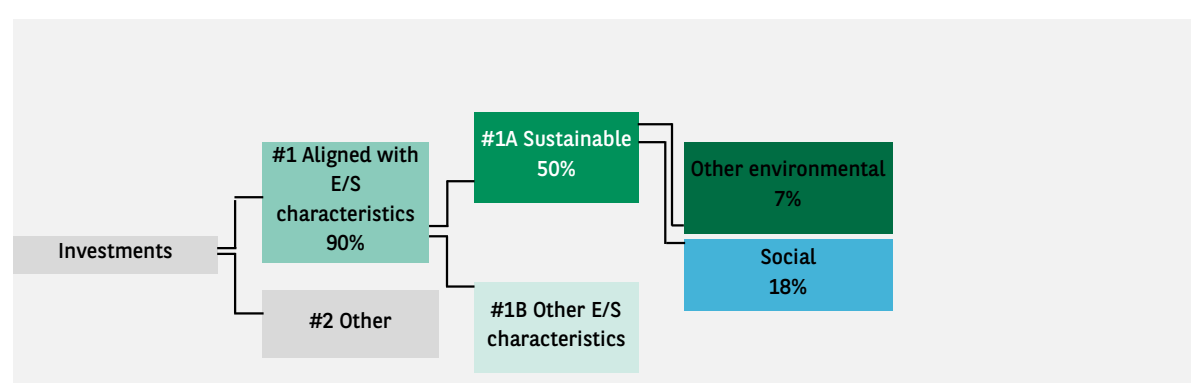 Investments
#1 Aligned with
E/S
characteristics
90%
#2 Other
#1A Sustainable
50%
#1B Other E/S
characteristics
Other environmental
7%
Social
18%